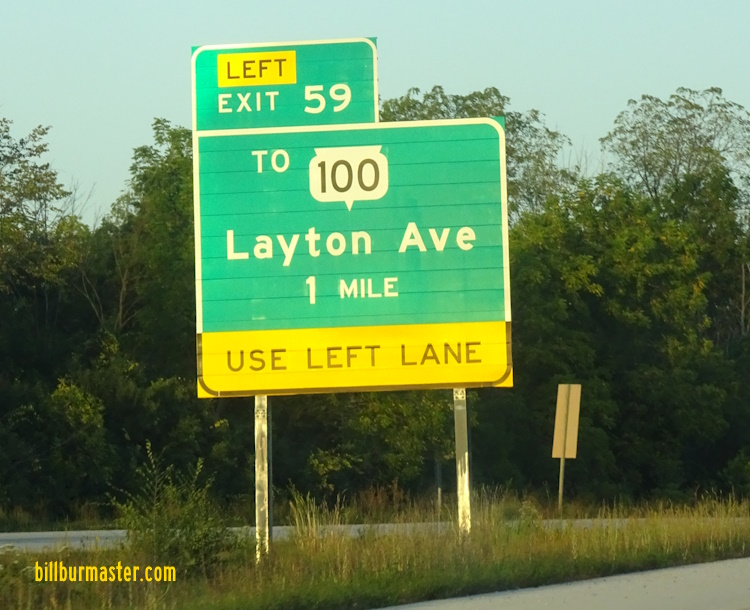 LEFT
EXIT 59
TO 100
Layton Ave
1 MILE
USE LEFT LANE
billburmaster.com